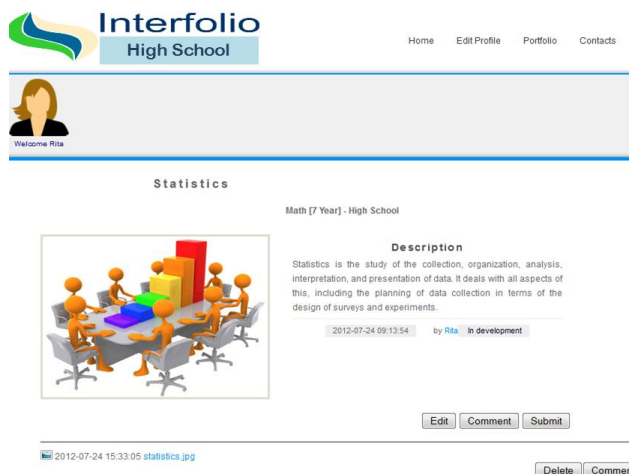 Interfolio
High School
Home Edit Profile Portfolio Contacts
Welcome Rita
Statistics
Math [7 Year] - High School
Description
Statistics is the study of the collection, organization, analysis,
interpretation, and presentation of data. It deals with all aspects of
this, including the planning of data collection in terms of the
design of surveys and experiments.
2012-07-24 09:13:54 by Rita In development
Edit Comment Submit
2012-07-24 15:33:05 statistics.jpg
Delete Commen